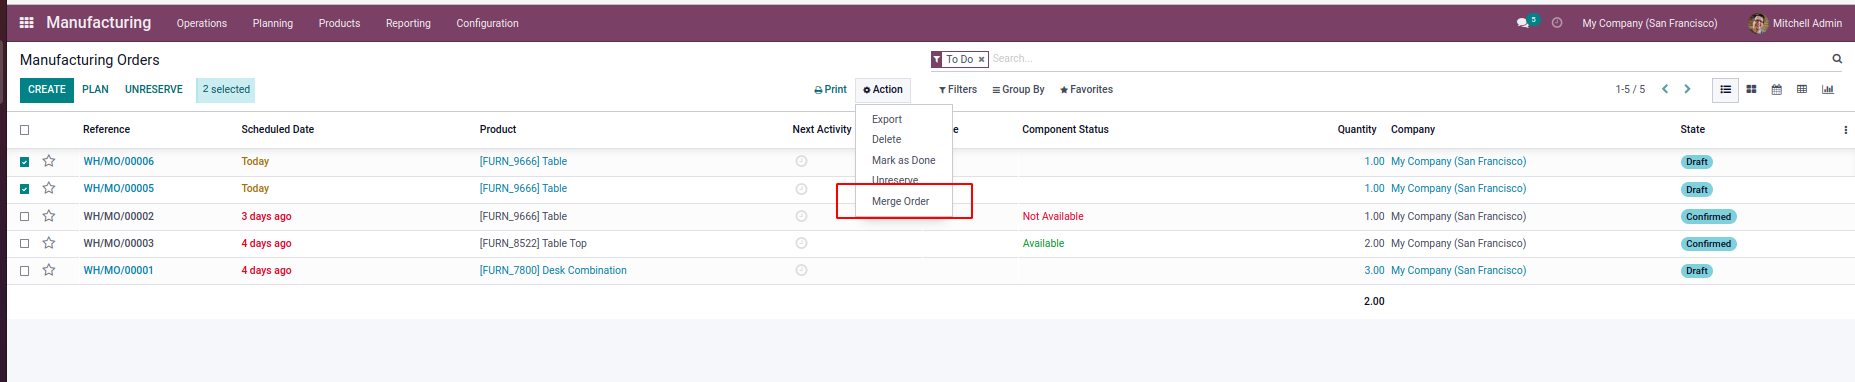 Manufacturing Operations Planning Products Reporting Configuration 5 My Company (San Francisco) Mitchell Admin
Manufacturing Orders To Do × Search...
CREATE PLAN UNRESERVE 2 selected Print Action Filters Group By Favorites 1-5 / 5
Export
Delete
Mark as Done
Unreserve
Merge Order
Reference Scheduled Date Product Next Activity Component Status Quantity Company State
WH/MO/00006 Today [FURN_9666] Table 1.00 My Company (San Francisco) Draft
WH/MO/00005 Today [FURN_9666] Table 1.00 My Company (San Francisco) Draft
WH/MO/00002 3 days ago [FURN_9666] Table Not Available 1.00 My Company (San Francisco) Confirmed
WH/MO/00003 4 days ago [FURN_8522] Table Top Available 2.00 My Company (San Francisco) Confirmed
WH/MO/00001 4 days ago [FURN_7800] Desk Combination 3.00 My Company (San Francisco) Draft
2.00